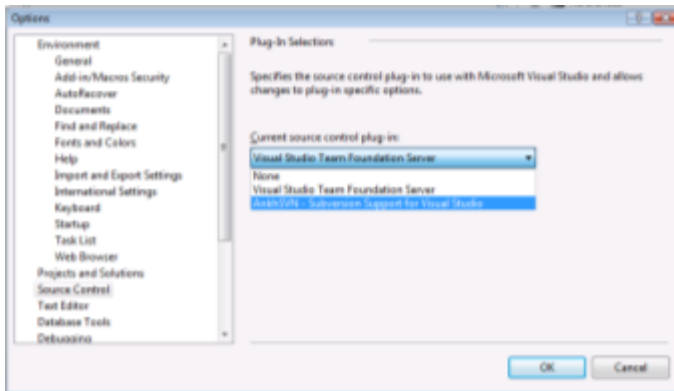 Options
Environment
General
Add-in/Macros Security
AutoRecover
Documents
Find and Replace
Fonts and Colors
Help
Import and Export Settings
International Settings
Keyboard
Startup
Task List
Web Browser
Projects and Solutions
Source Control
Text Editor
Database Tools
Debugging
Plug-in Selections
Specifies the source control plug-in to use with Microsoft Visual Studio and allows
changes to plug-in specific options.
Current source control plug-in:
Visual Studio Team Foundation Server
None
Visual Studio Team Foundation Server
AnkhSVN - Subversion Support for Visual Studio
OK
Cancel